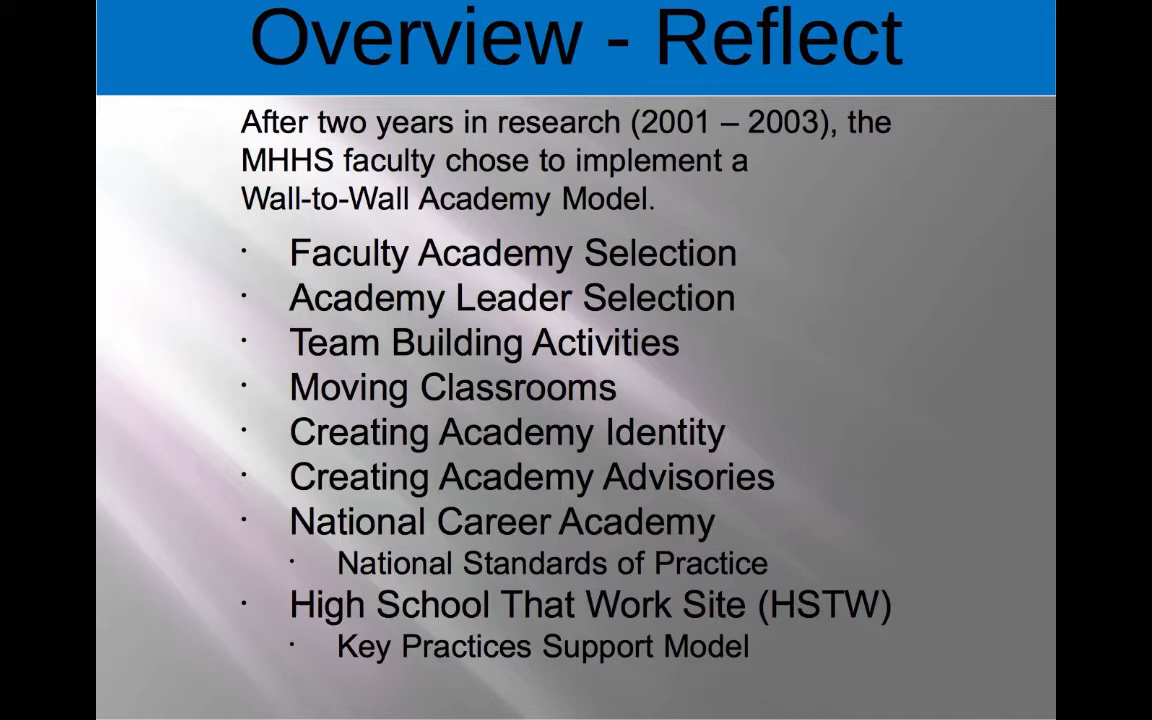 Overview - Reflect
After two years in research (2001 – 2003), the
MHHS faculty chose to implement a
Wall-to-Wall Academy Model.
· Faculty Academy Selection
· Academy Leader Selection
· Team Building Activities
· Moving Classrooms
· Creating Academy Identity
· Creating Academy Advisories
· National Career Academy
· National Standards of Practice
· High School That Work Site (HSTW)
· Key Practices Support Model